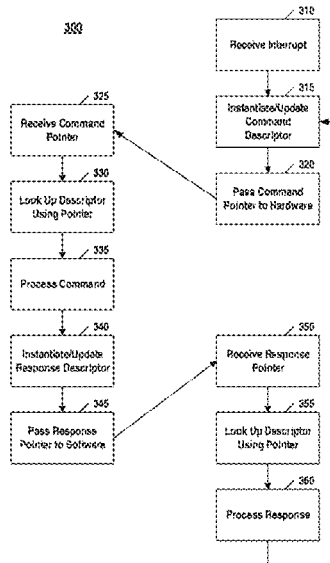 300
310
Receive Interrupt
315
Instantiate/Update
Command
Descriptor
320
Pass Command
Pointer to Hardware
325
Receive Command
Pointer
330
Look Up Descriptor
Using Pointer
335
Process Command
340
Instantiate/Update
Response Descriptor
345
Pass Response
Pointer to Software
350
Receive Response
Pointer
355
Look Up Descriptor
Using Pointer
360
Process Response